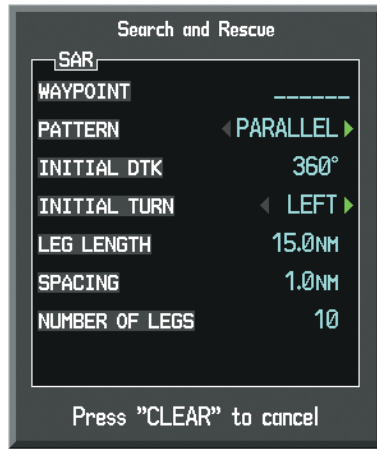 Search and Rescue
SAR
WAYPOINT ______
PATTERN PARALLEL
INITIAL DTK 360°
INITIAL TURN LEFT
LEG LENGTH 15.0NM
SPACING 1.0NM
NUMBER OF LEGS 10
Press "CLEAR" to cancel